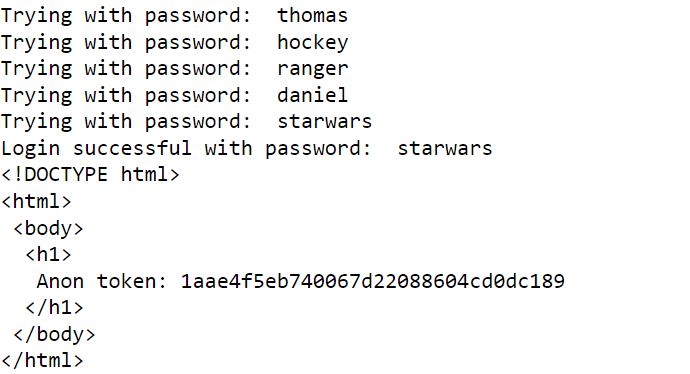 Trying with password:  thomas
Trying with password:  hockey
Trying with password:  ranger
Trying with password:  daniel
Trying with password:  starwars
Login successful with password:  starwars
<!DOCTYPE html>
<html>
 <body>
  <h1>
   Anon token: 1aae4f5eb740067d22088604cd0dc189
  </h1>
 </body>
</html>